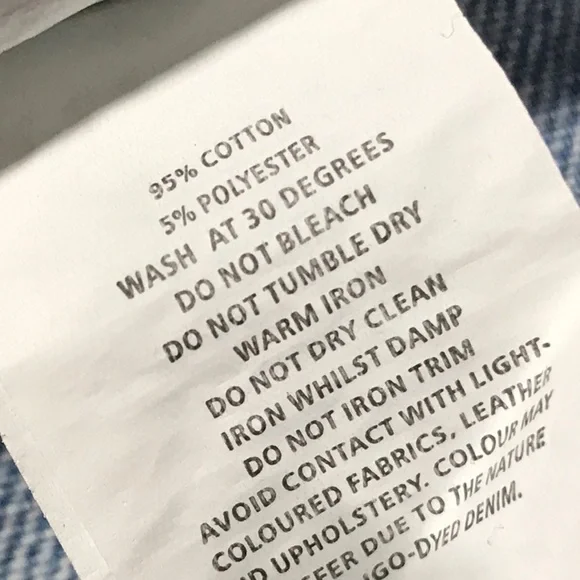 95% COTTON
5% POLYESTER
WASH AT 30 DEGREES
DO NOT BLEACH
DO NOT TUMBLE DRY
WARM IRON
DO NOT DRY CLEAN
IRON WHILST DAMP
DO NOT IRON TRIM
AVOID CONTACT WITH LIGHT-
COLOURED FABRICS, LEATHER
UPHOLSTERY. COLOUR MAY
DUE TO THE NATURE
DENIM.